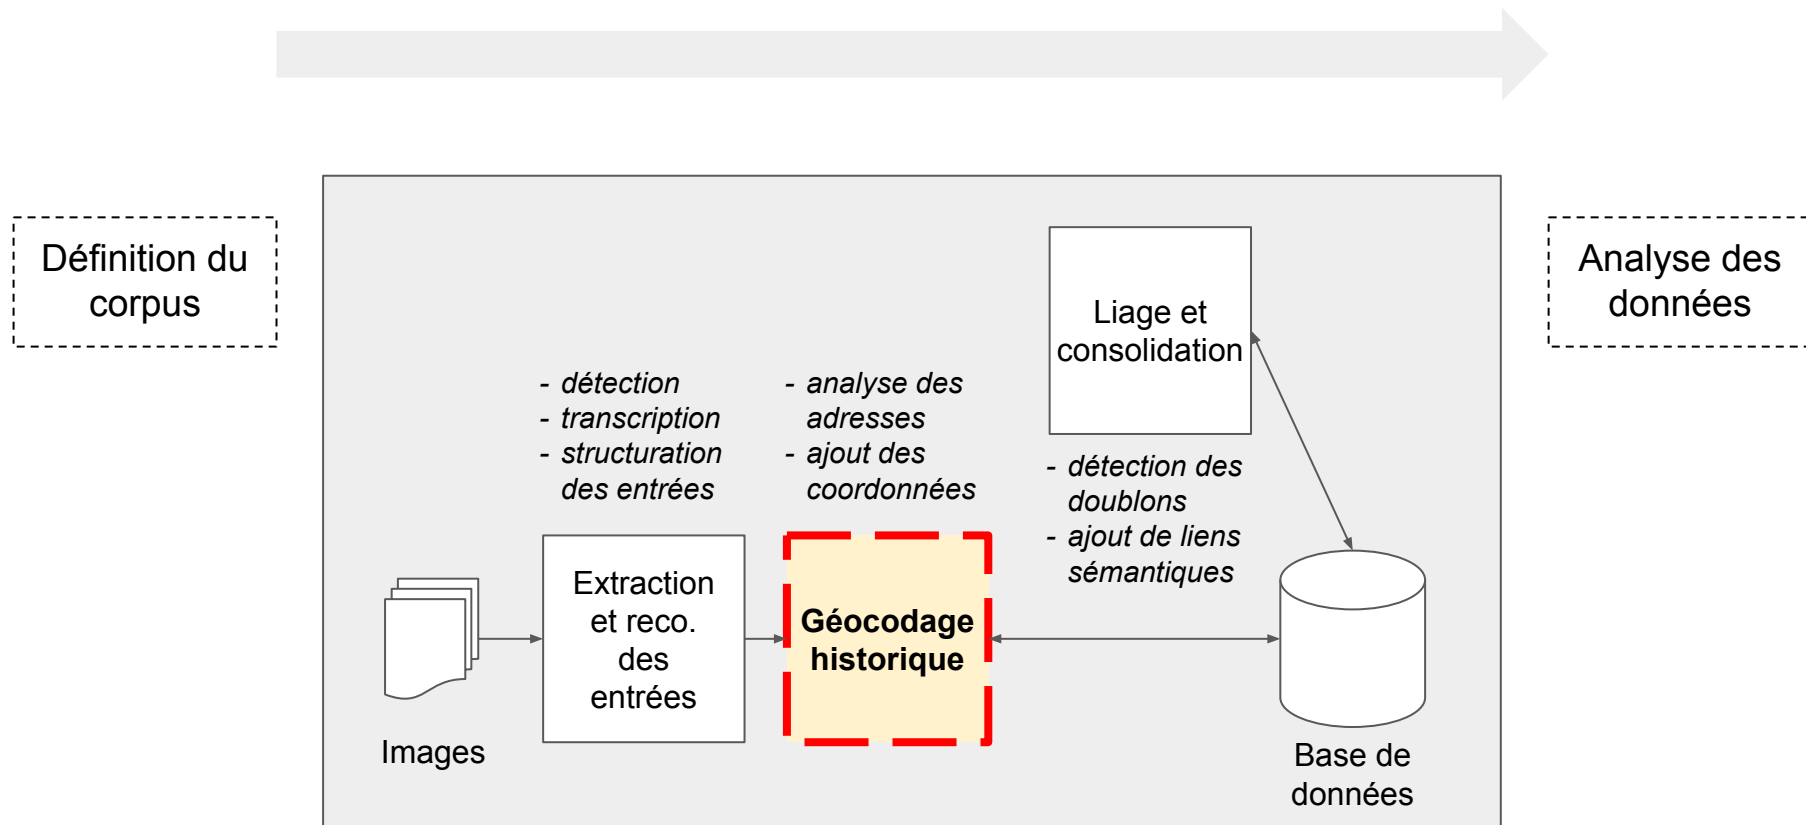 Définition du
corpus
- détection
- transcription
- structuration
des entrées
Images
Extraction
et reco.
des
entrées
- analyse des
adresses
- ajout des
coordonnées
Géocodage
historique
Liage et
consolidation
- détection des
doublons
- ajout de liens
sémantiques
Base de
données
Analyse des
données